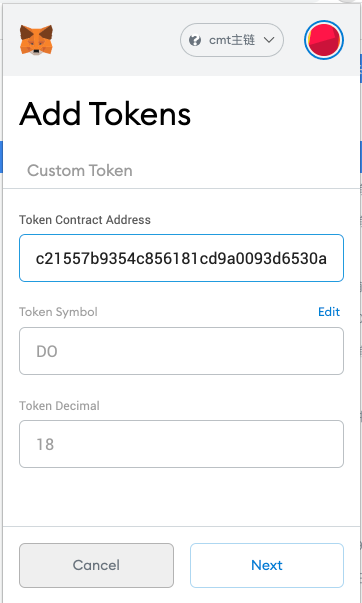 cmt主链
Add Tokens
Custom Token
Token Contract Address
c21557b9354c856181cd9a0093d6530a
Token Symbol
Edit
DO
Token Decimal
18
Cancel
Next